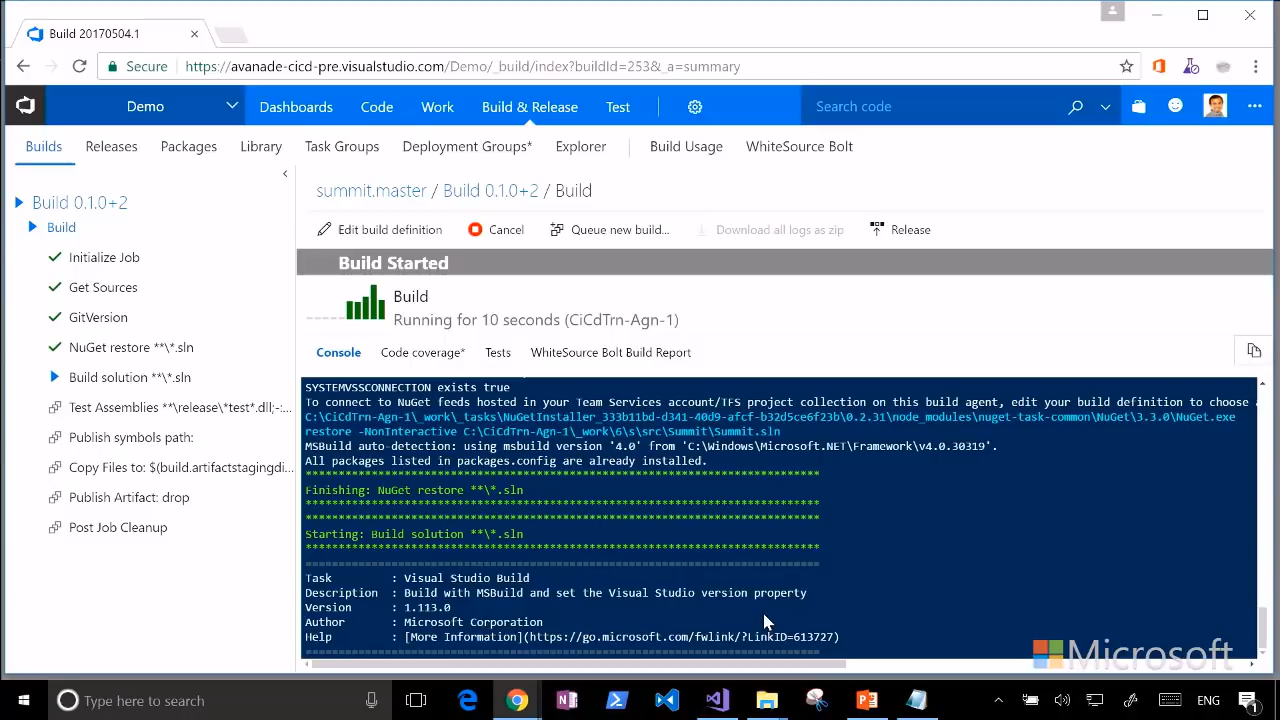 Build 20170504.1
Secure https://avanade-cicd-pre.visualstudio.com/Demo/_build/index?buildId=253&_a=summary
Demo Dashboards Code Work Build & Release Test Search code
Builds Releases Packages Library Task Groups Deployment Groups* Explorer Build Usage WhiteSource Bolt
Build 0.1.0+2
Build
Initialize Job
Get Sources
GitVersion
NuGet restore **\*.sln
Build solution **\*.sln
Test Assemblies **\release\*test*.dll;-:...
Publish symbols path:
Copy Files to: $(build.artifactstagingdi...
Publish Artifact: drop
Post Job Cleanup
summit.master / Build 0.1.0+2 / Build
Edit build definition Cancel Queue new build... Download all logs as zip Release
Build Started
Build
Running for 10 seconds (CiCdTrn-Agn-1)
Console Code coverage* Tests WhiteSource Bolt Build Report
SYSTEMVSSCONNECTION exists true
To connect to NuGet feeds hosted in your Team Services account/TFS project collection on this build agent, edit your build definition to choose a
C:\CiCdTrn-Agn-1\_work\_tasks\NuGetInstaller_333b11bd-d341-40d9-afcf-b32d5ce6f23b\0.2.31\node_modules\nuget-task-common\NuGet\3.3.0\NuGet.exe
restore -NonInteractive C:\CiCdTrn-Agn-1\_work\6\s\src\Summit\Summit.sln
MSBuild auto-detection: using msbuild version '4.0' from 'C:\Windows\Microsoft.NET\Framework\v4.0.30319'.
All packages listed in packages.config are already installed.
******************************************************************************
Finishing: NuGet restore **\*.sln
******************************************************************************
******************************************************************************
Starting: Build solution **\*.sln
******************************************************************************
==============================================================================
Task : Visual Studio Build
Description : Build with MSBuild and set the Visual Studio version property
Version : 1.113.0
Author : Microsoft Corporation
Help : [More Information](https://go.microsoft.com/fwlink/?LinkID=613727)
==============================================================================
Microsoft
Type here to search
ENG